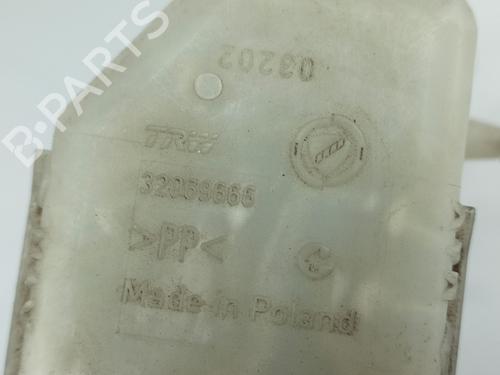 B-PARTS
03202
TRW
32069666
>PP<
Made in Poland